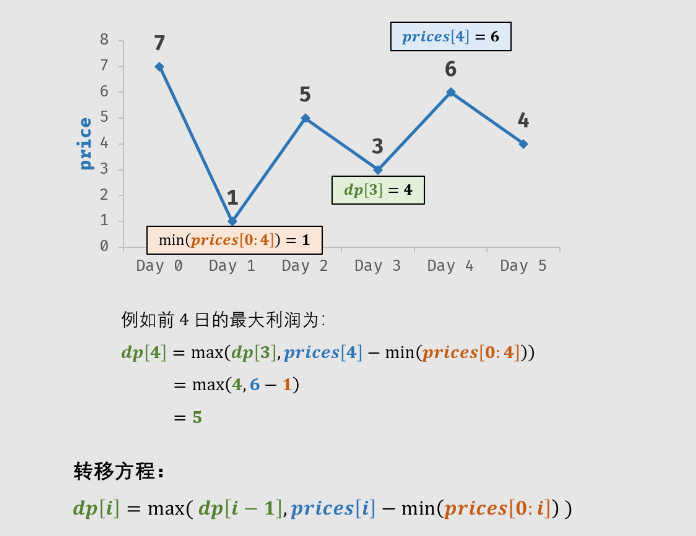 prices[4] = 6
8
7
6
5
4
3
2
1
0
price
7
1
5
3
6
4
dp[3] = 4
min(prices[0:4]) = 1
Day 0 Day 1 Day 2 Day 3 Day 4 Day 5
例如前 4 日的最大利润为:
dp[4] = max(dp[3], prices[4] − min(prices[0:4]))
= max(4, 6 − 1)
= 5
转移方程：
dp[i] = max( dp[i − 1], prices[i] − min(prices[0:i]) )